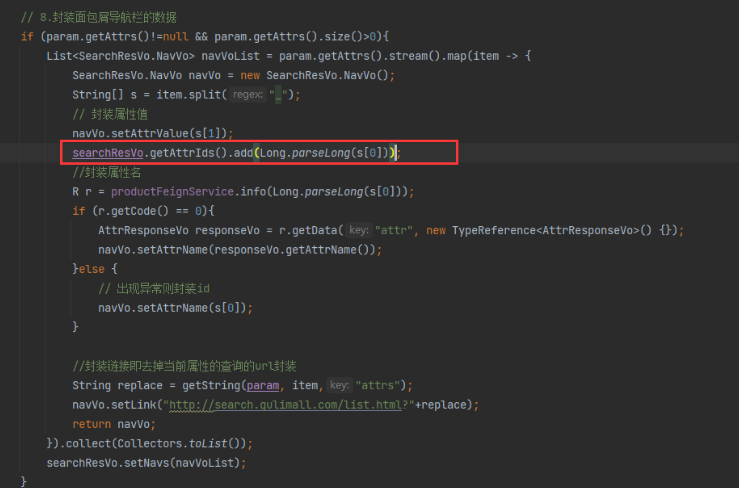 // 8.封装面包屑导航栏的数据
if (param.getAttrs()!=null && param.getAttrs().size()>0){
List<SearchResVo.NavVo> navVoList = param.getAttrs().stream().map(item -> {
SearchResVo.NavVo navVo = new SearchResVo.NavVo();
String[] s = item.split( regex: "_");
// 封装属性值
navVo.setAttrValue(s[1]);
searchResVo.getAttrIds().add(Long.parseLong(s[0]));
//封装属性名
R r = productFeignService.info(Long.parseLong(s[0]));
if (r.getCode() == 0){
AttrResponseVo responseVo = r.getData( key: "attr", new TypeReference<AttrResponseVo>() {});
navVo.setAttrName(responseVo.getAttrName());
}else {
// 出现异常则封装id
navVo.setAttrName(s[0]);
}
//封装链接即去掉当前属性的查询的url封装
String replace = getString(param, item, key: "attrs");
navVo.setLink("http://search.gulimall.com/list.html?"+replace);
return navVo;
}).collect(Collectors.toList());
searchResVo.setNavs(navVoList);
}